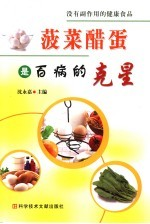 没有副作用的健康食品
菠菜醋蛋
是百病的克星
沈永嘉 主编
科学技术文献出版社